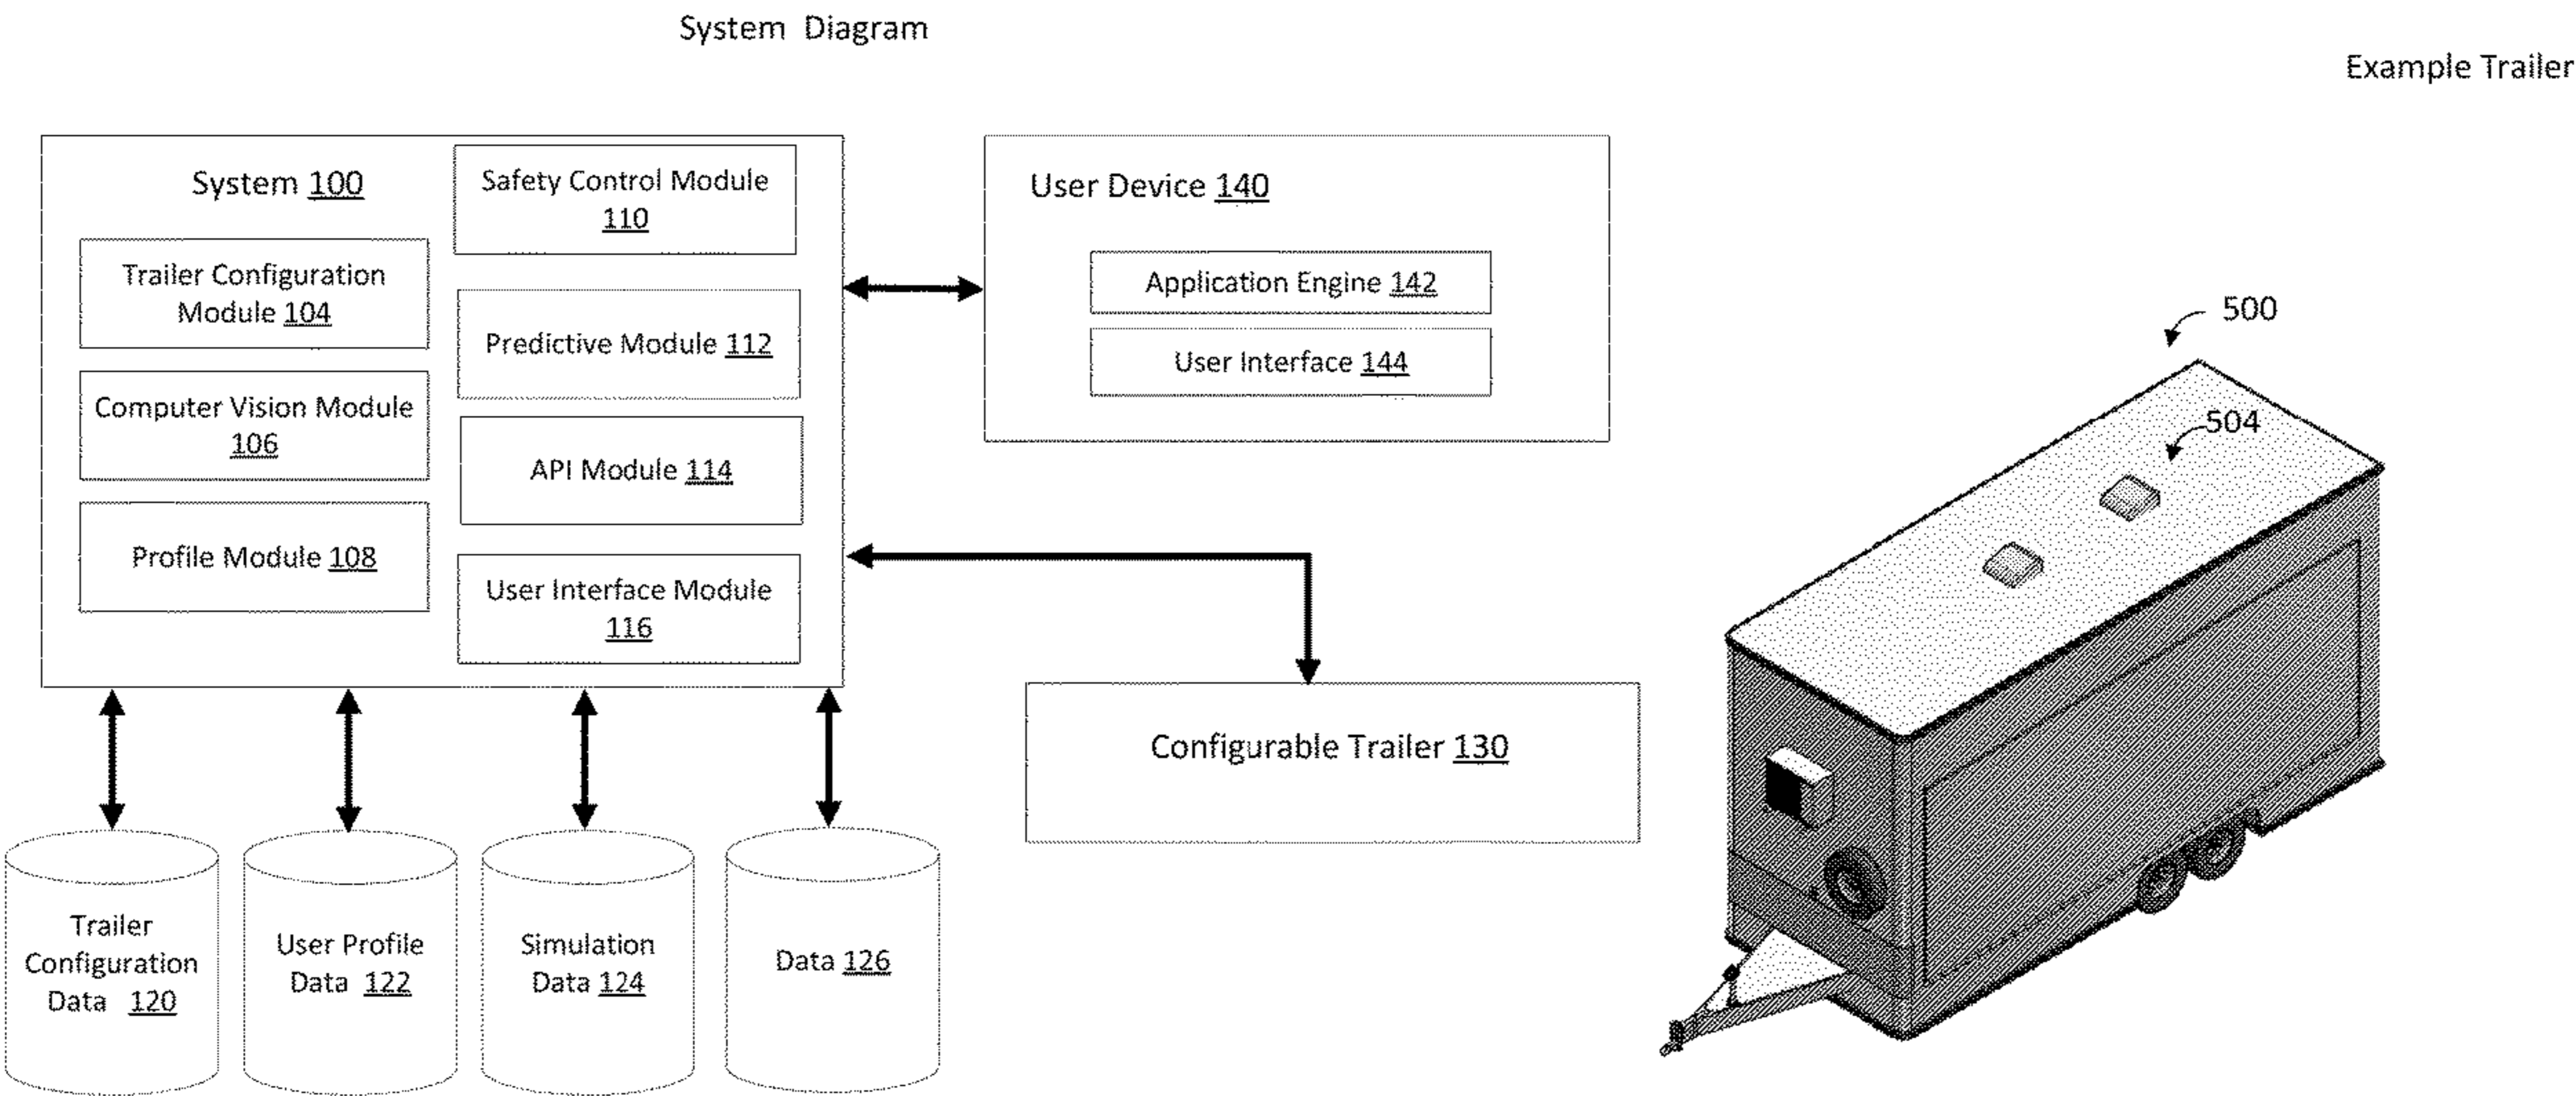 System Diagram
Example Trailer
System 100
Safety Control Module
110
Trailer Configuration
Module 104
Predictive Module 112
Computer Vision Module
106
API Module 114
Profile Module 108
User Interface Module
116
User Device 140
Application Engine 142
User Interface 144
Configurable Trailer 130
Trailer
Configuration
Data 120
User Profile
Data 122
Simulation
Data 124
Data 126
500
504